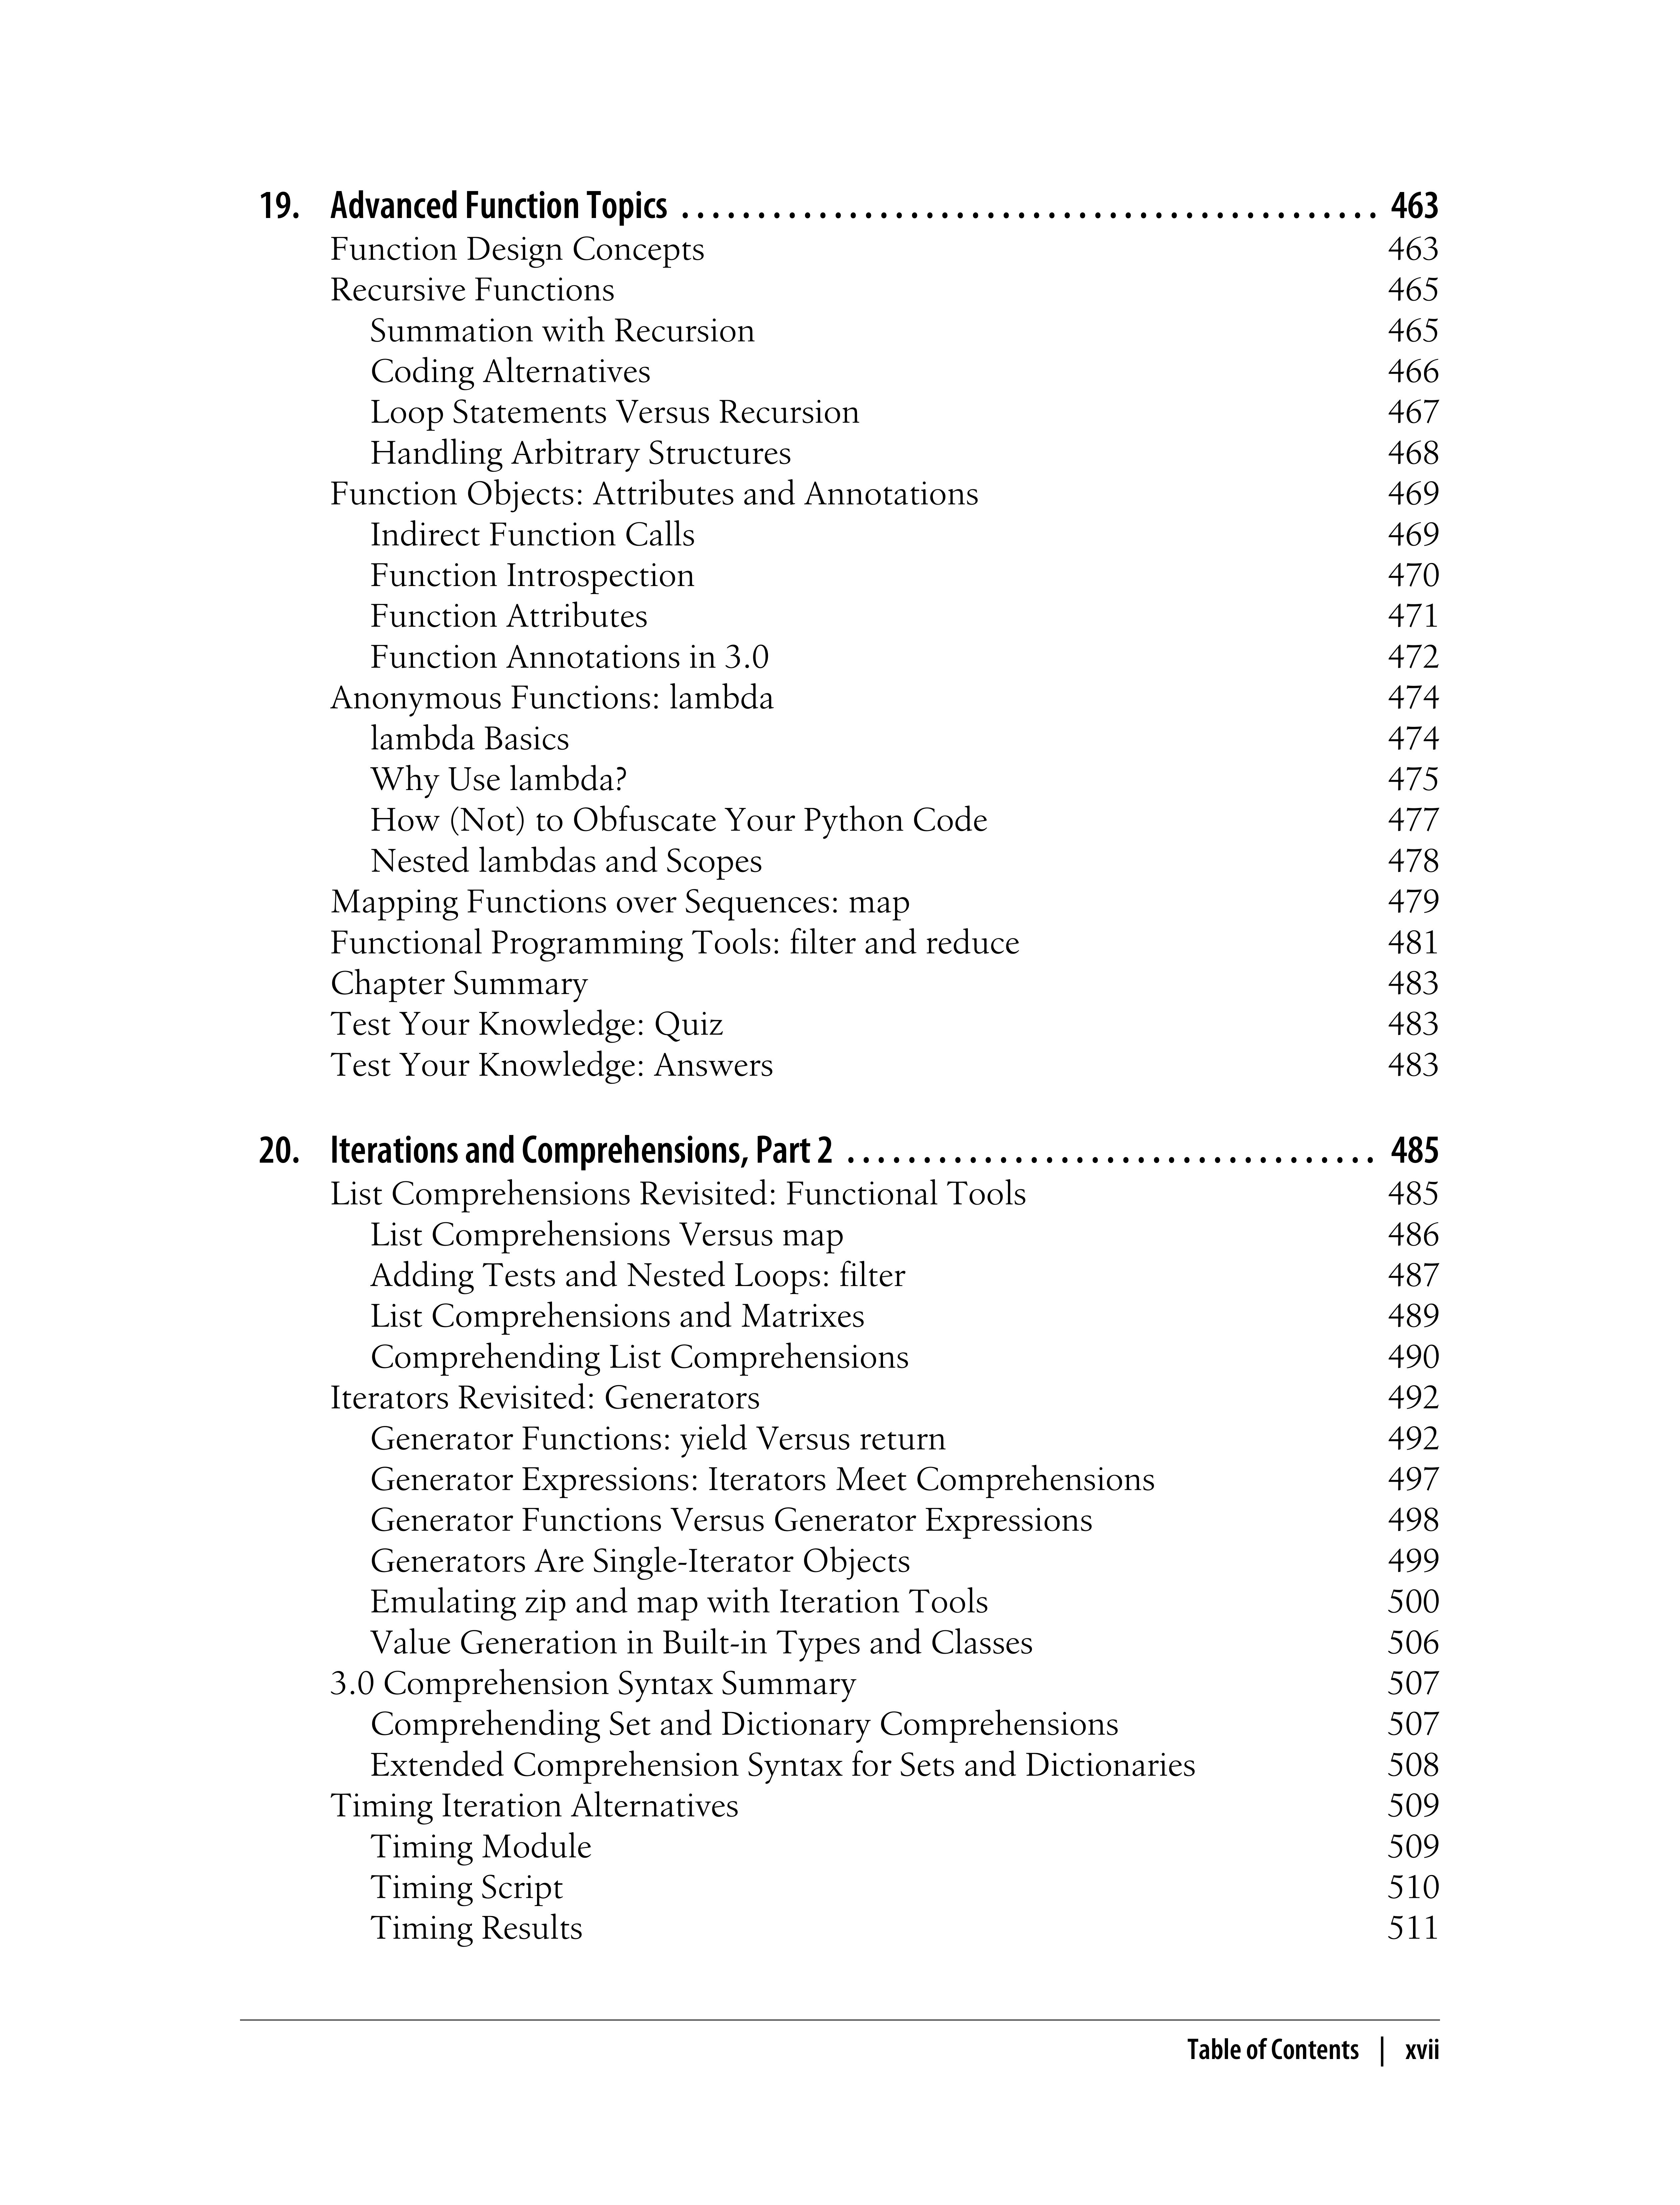 19. Advanced Function Topics . . . . . . . . . . . . . . . . . . . . . . . . . . . . . . . . . . . . . . . . . . . . . . 463
Function Design Concepts 463
Recursive Functions 465
Summation with Recursion 465
Coding Alternatives 466
Loop Statements Versus Recursion 467
Handling Arbitrary Structures 468
Function Objects: Attributes and Annotations 469
Indirect Function Calls 469
Function Introspection 470
Function Attributes 471
Function Annotations in 3.0 472
Anonymous Functions: lambda 474
lambda Basics 474
Why Use lambda? 475
How (Not) to Obfuscate Your Python Code 477
Nested lambdas and Scopes 478
Mapping Functions over Sequences: map 479
Functional Programming Tools: filter and reduce 481
Chapter Summary 483
Test Your Knowledge: Quiz 483
Test Your Knowledge: Answers 483
20. Iterations and Comprehensions, Part 2 . . . . . . . . . . . . . . . . . . . . . . . . . . . . . . . . . . . 485
List Comprehensions Revisited: Functional Tools 485
List Comprehensions Versus map 486
Adding Tests and Nested Loops: filter 487
List Comprehensions and Matrixes 489
Comprehending List Comprehensions 490
Iterators Revisited: Generators 492
Generator Functions: yield Versus return 492
Generator Expressions: Iterators Meet Comprehensions 497
Generator Functions Versus Generator Expressions 498
Generators Are Single-Iterator Objects 499
Emulating zip and map with Iteration Tools 500
Value Generation in Built-in Types and Classes 506
3.0 Comprehension Syntax Summary 507
Comprehending Set and Dictionary Comprehensions 507
Extended Comprehension Syntax for Sets and Dictionaries 508
Timing Iteration Alternatives 509
Timing Module 509
Timing Script 510
Timing Results 511
Table of Contents | xvii